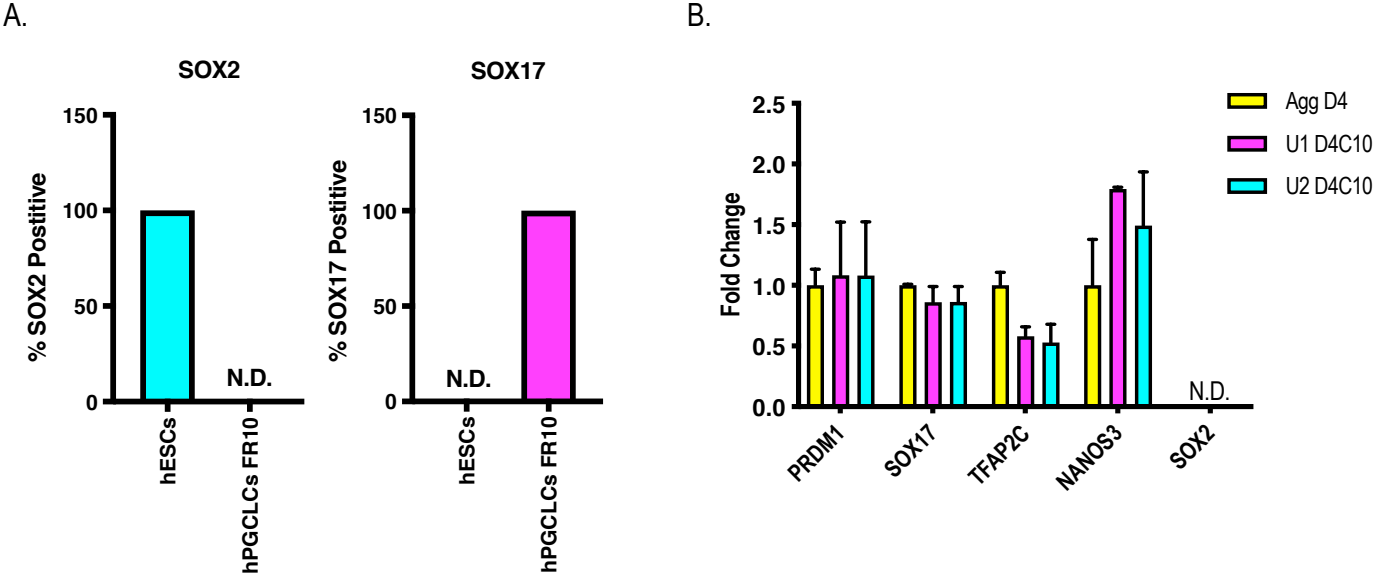 A.
SOX2
150
100
50
0
% SOX2 Postitive
N.D.
hESCs
hPGCLCs FR10
SOX17
150
100
50
0
% SOX17 Postitive
N.D.
hESCs
hPGCLCs FR10
B.
2.5
2.0
1.5
1.0
0.5
0.0
Fold Change
N.D.
PRDM1
SOX17
TFAP2C
NANOS3
SOX2
Agg D4
U1 D4C10
U2 D4C10